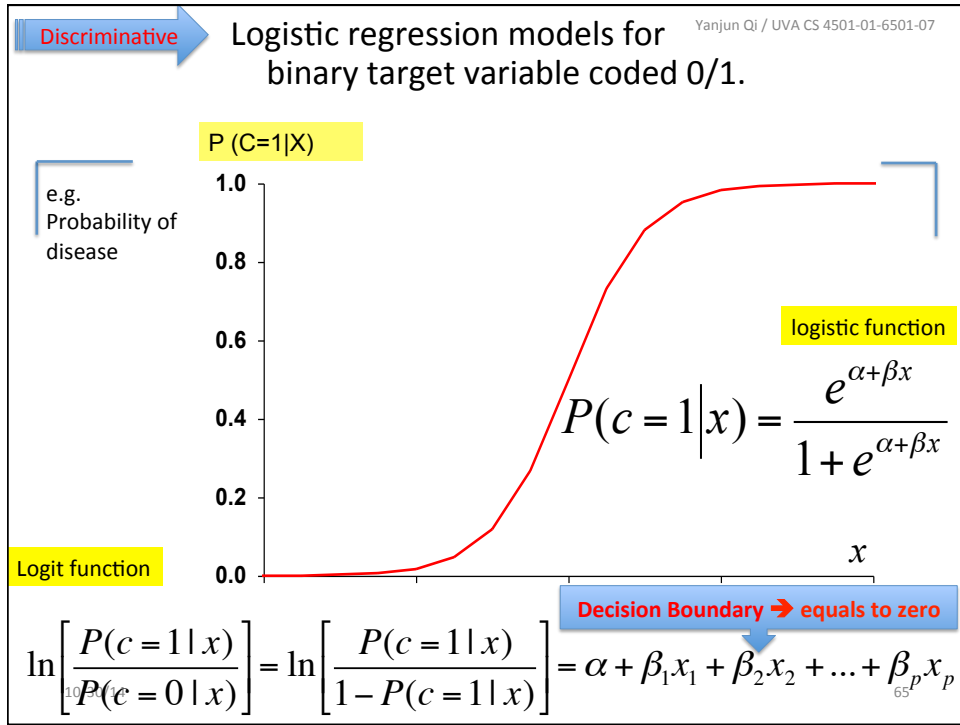 Discriminative
Logistic regression models for
binary target variable coded 0/1.
Yanjun Qi / UVA CS 4501-01-6501-07
P (C=1|X)
e.g.
Probability of
disease
1.0
0.8
0.6
0.4
0.2
0.0
logistic function
P(c = 1|x) = e^{α+βx} / (1 + e^{α+βx})
x
Logit function
Decision Boundary ➔ equals to zero
ln[P(c = 1 | x) / P(c = 0 | x)] = ln[P(c = 1 | x) / (1 − P(c = 1 | x))] = α + β₁x₁ + β₂x₂ + ... + βₚxₚ
10/30/14
65